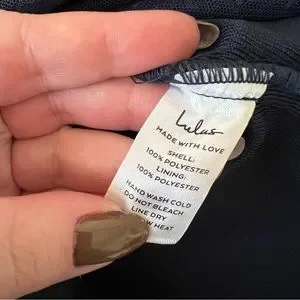 Lulus
MADE WITH LOVE
SHELL:
100% POLYESTER
LINING:
100% POLYESTER
HAND WASH COLD
DO NOT BLEACH
LINE DRY
HEAT